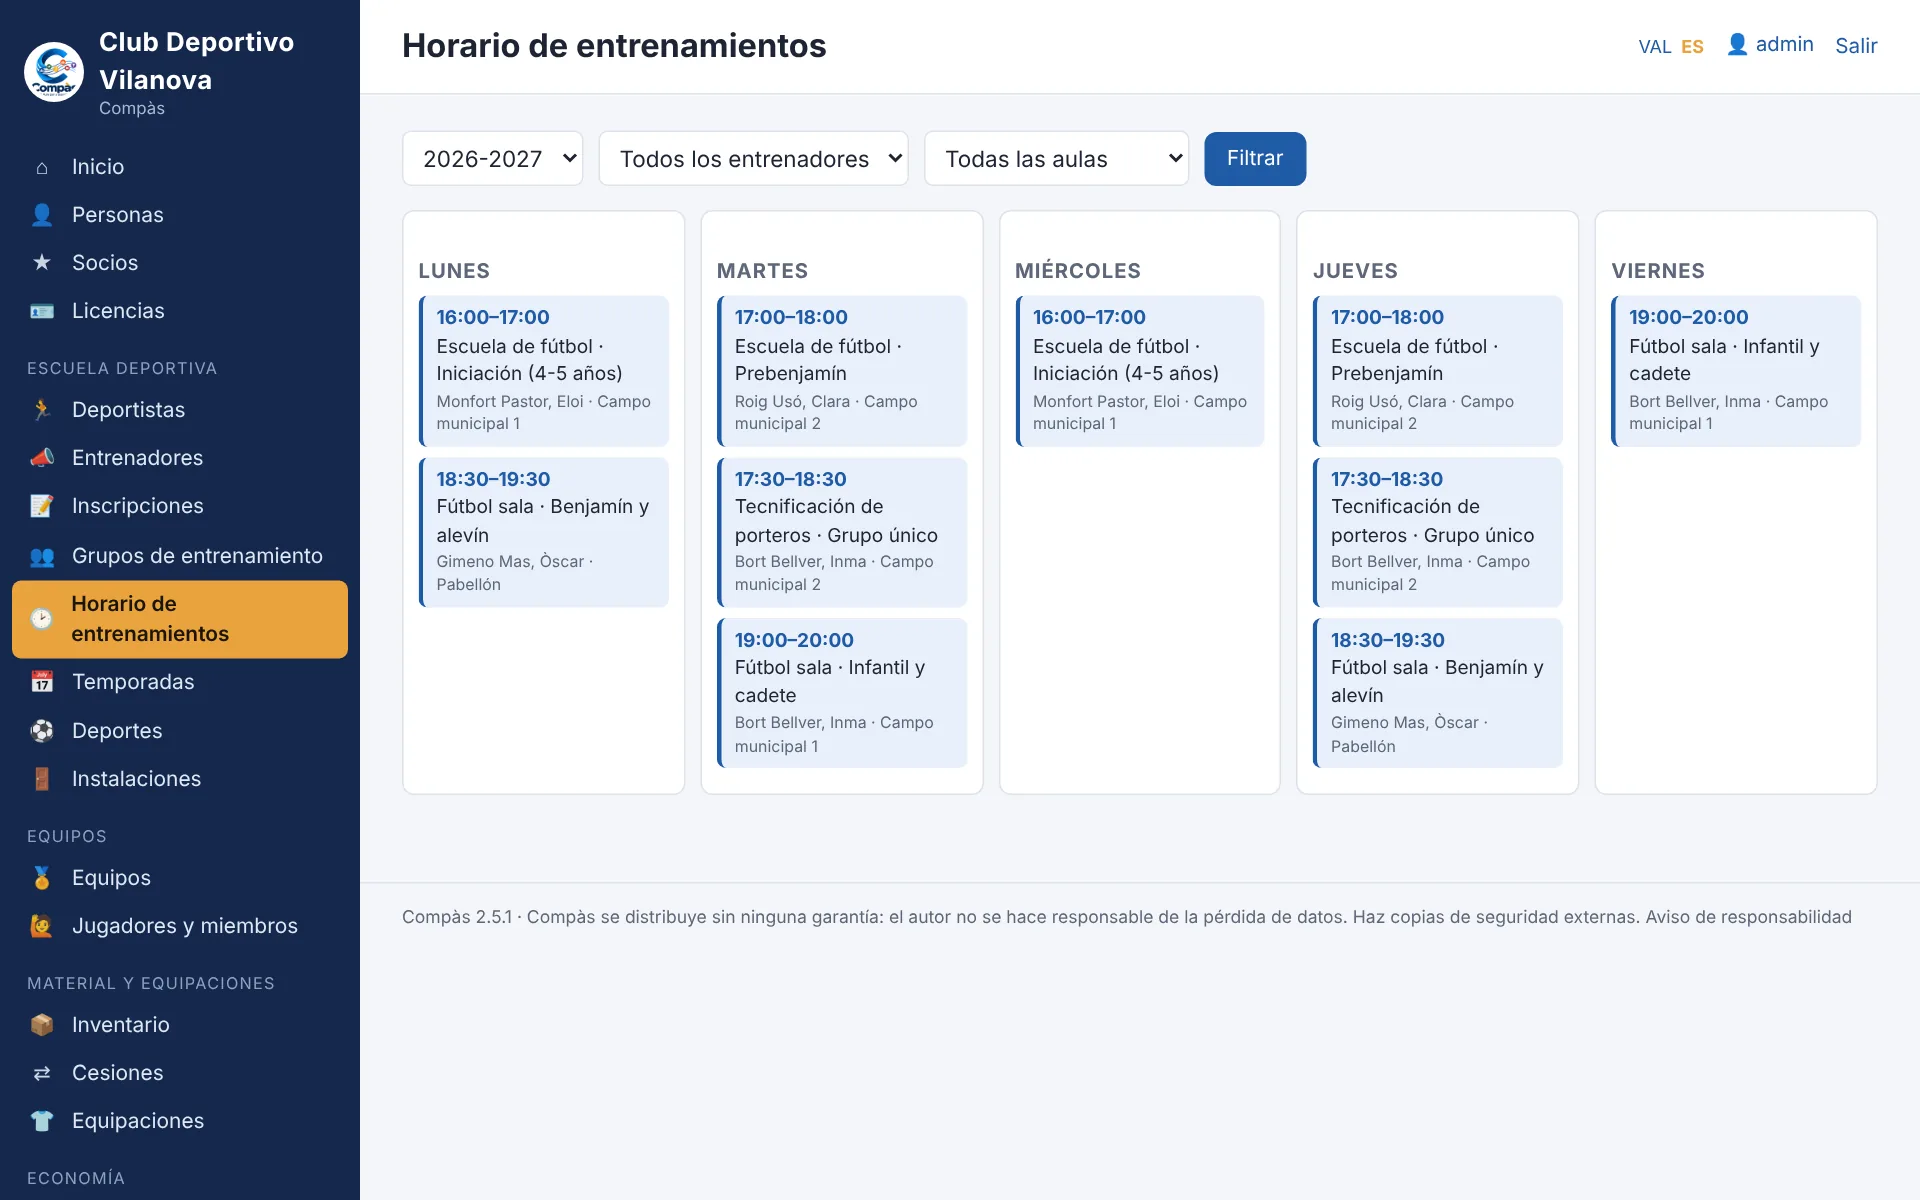 Club Deportivo
Vilanova
Compàs
Compàs
Inicio
Personas
Socios
Licencias
ESCUELA DEPORTIVA
Deportistas
Entrenadores
Inscripciones
Grupos de entrenamiento
Horario de
entrenamientos
Temporadas
Deportes
Instalaciones
EQUIPOS
Equipos
Jugadores y miembros
MATERIAL Y EQUIPACIONES
Inventario
Cesiones
Equipaciones
ECONOMÍA
Horario de entrenamientos
VAL ES admin Salir
2026-2027 Todos los entrenadores Todas las aulas Filtrar
LUNES
16:00–17:00
Escuela de fútbol ·
Iniciación (4-5 años)
Monfort Pastor, Eloi · Campo
municipal 1
18:30–19:30
Fútbol sala · Benjamín y
alevín
Gimeno Mas, Òscar ·
Pabellón
MARTES
17:00–18:00
Escuela de fútbol ·
Prebenjamín
Roig Usó, Clara · Campo
municipal 2
17:30–18:30
Tecnificación de
porteros · Grupo único
Bort Bellver, Inma · Campo
municipal 2
19:00–20:00
Fútbol sala · Infantil y
cadete
Bort Bellver, Inma · Campo
municipal 1
MIÉRCOLES
16:00–17:00
Escuela de fútbol ·
Iniciación (4-5 años)
Monfort Pastor, Eloi · Campo
municipal 1
JUEVES
17:00–18:00
Escuela de fútbol ·
Prebenjamín
Roig Usó, Clara · Campo
municipal 2
17:30–18:30
Tecnificación de
porteros · Grupo único
Bort Bellver, Inma · Campo
municipal 2
18:30–19:30
Fútbol sala · Benjamín y
alevín
Gimeno Mas, Òscar ·
Pabellón
VIERNES
19:00–20:00
Fútbol sala · Infantil y
cadete
Bort Bellver, Inma · Campo
municipal 1
Compàs 2.5.1 · Compàs se distribuye sin ninguna garantía: el autor no se hace responsable de la pérdida de datos. Haz copias de seguridad externas. Aviso de responsabilidad